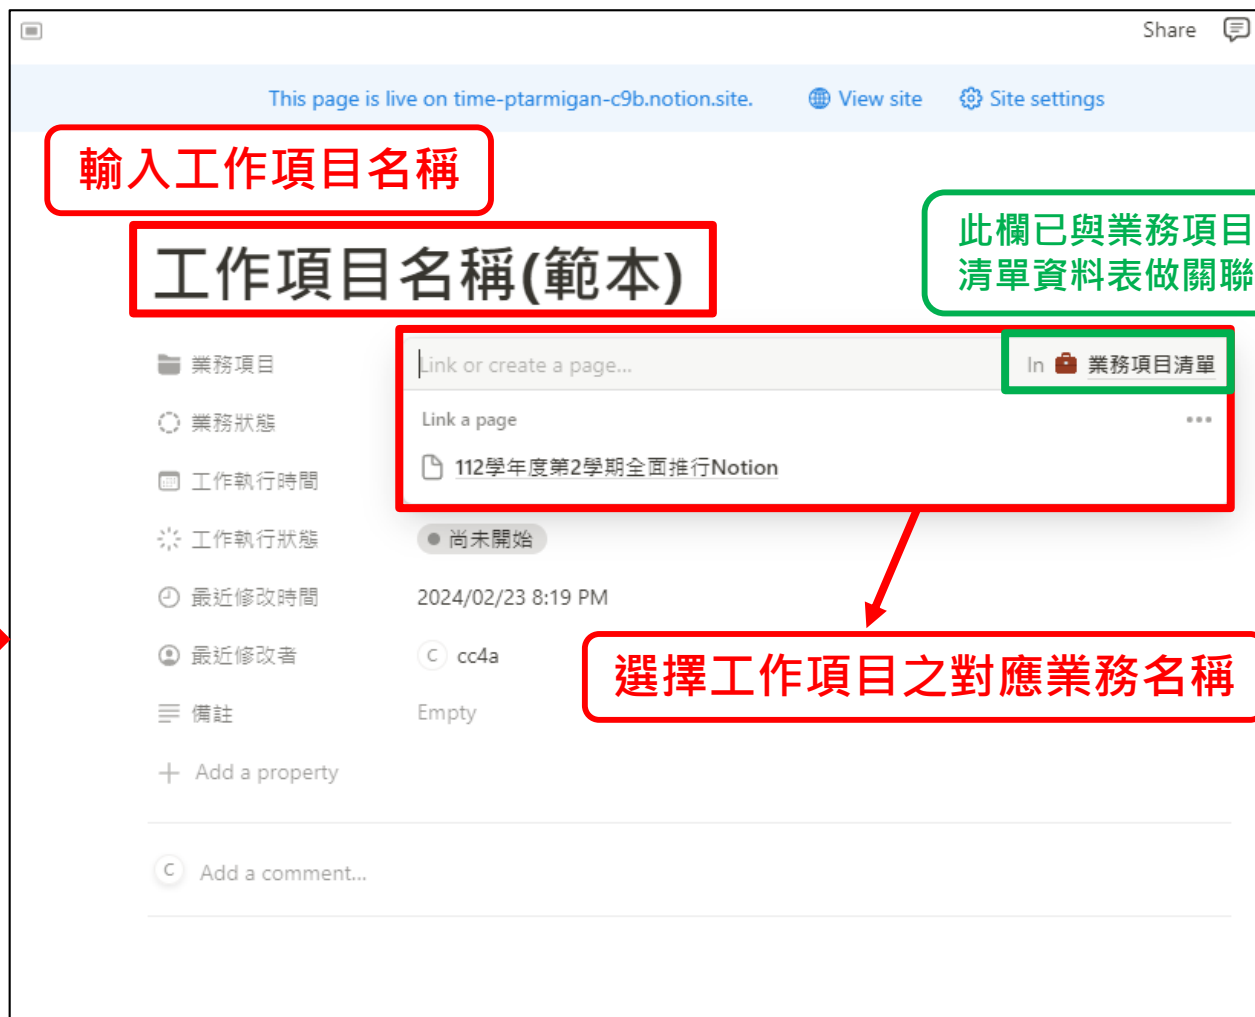 Share
This page is live on time-ptarmigan-c9b.notion.site. View site Site settings
輸入工作項目名稱
工作項目名稱(範本)
此欄已與業務項目
清單資料表做關聯
業務項目 Link or create a page... In 業務項目清單
業務狀態 Link a page
工作執行時間 112學年度第2學期全面推行Notion
工作執行狀態 尚未開始
最近修改時間 2024/02/23 8:19 PM
最近修改者 C cc4a
選擇工作項目之對應業務名稱
備註 Empty
Add a property
C Add a comment...